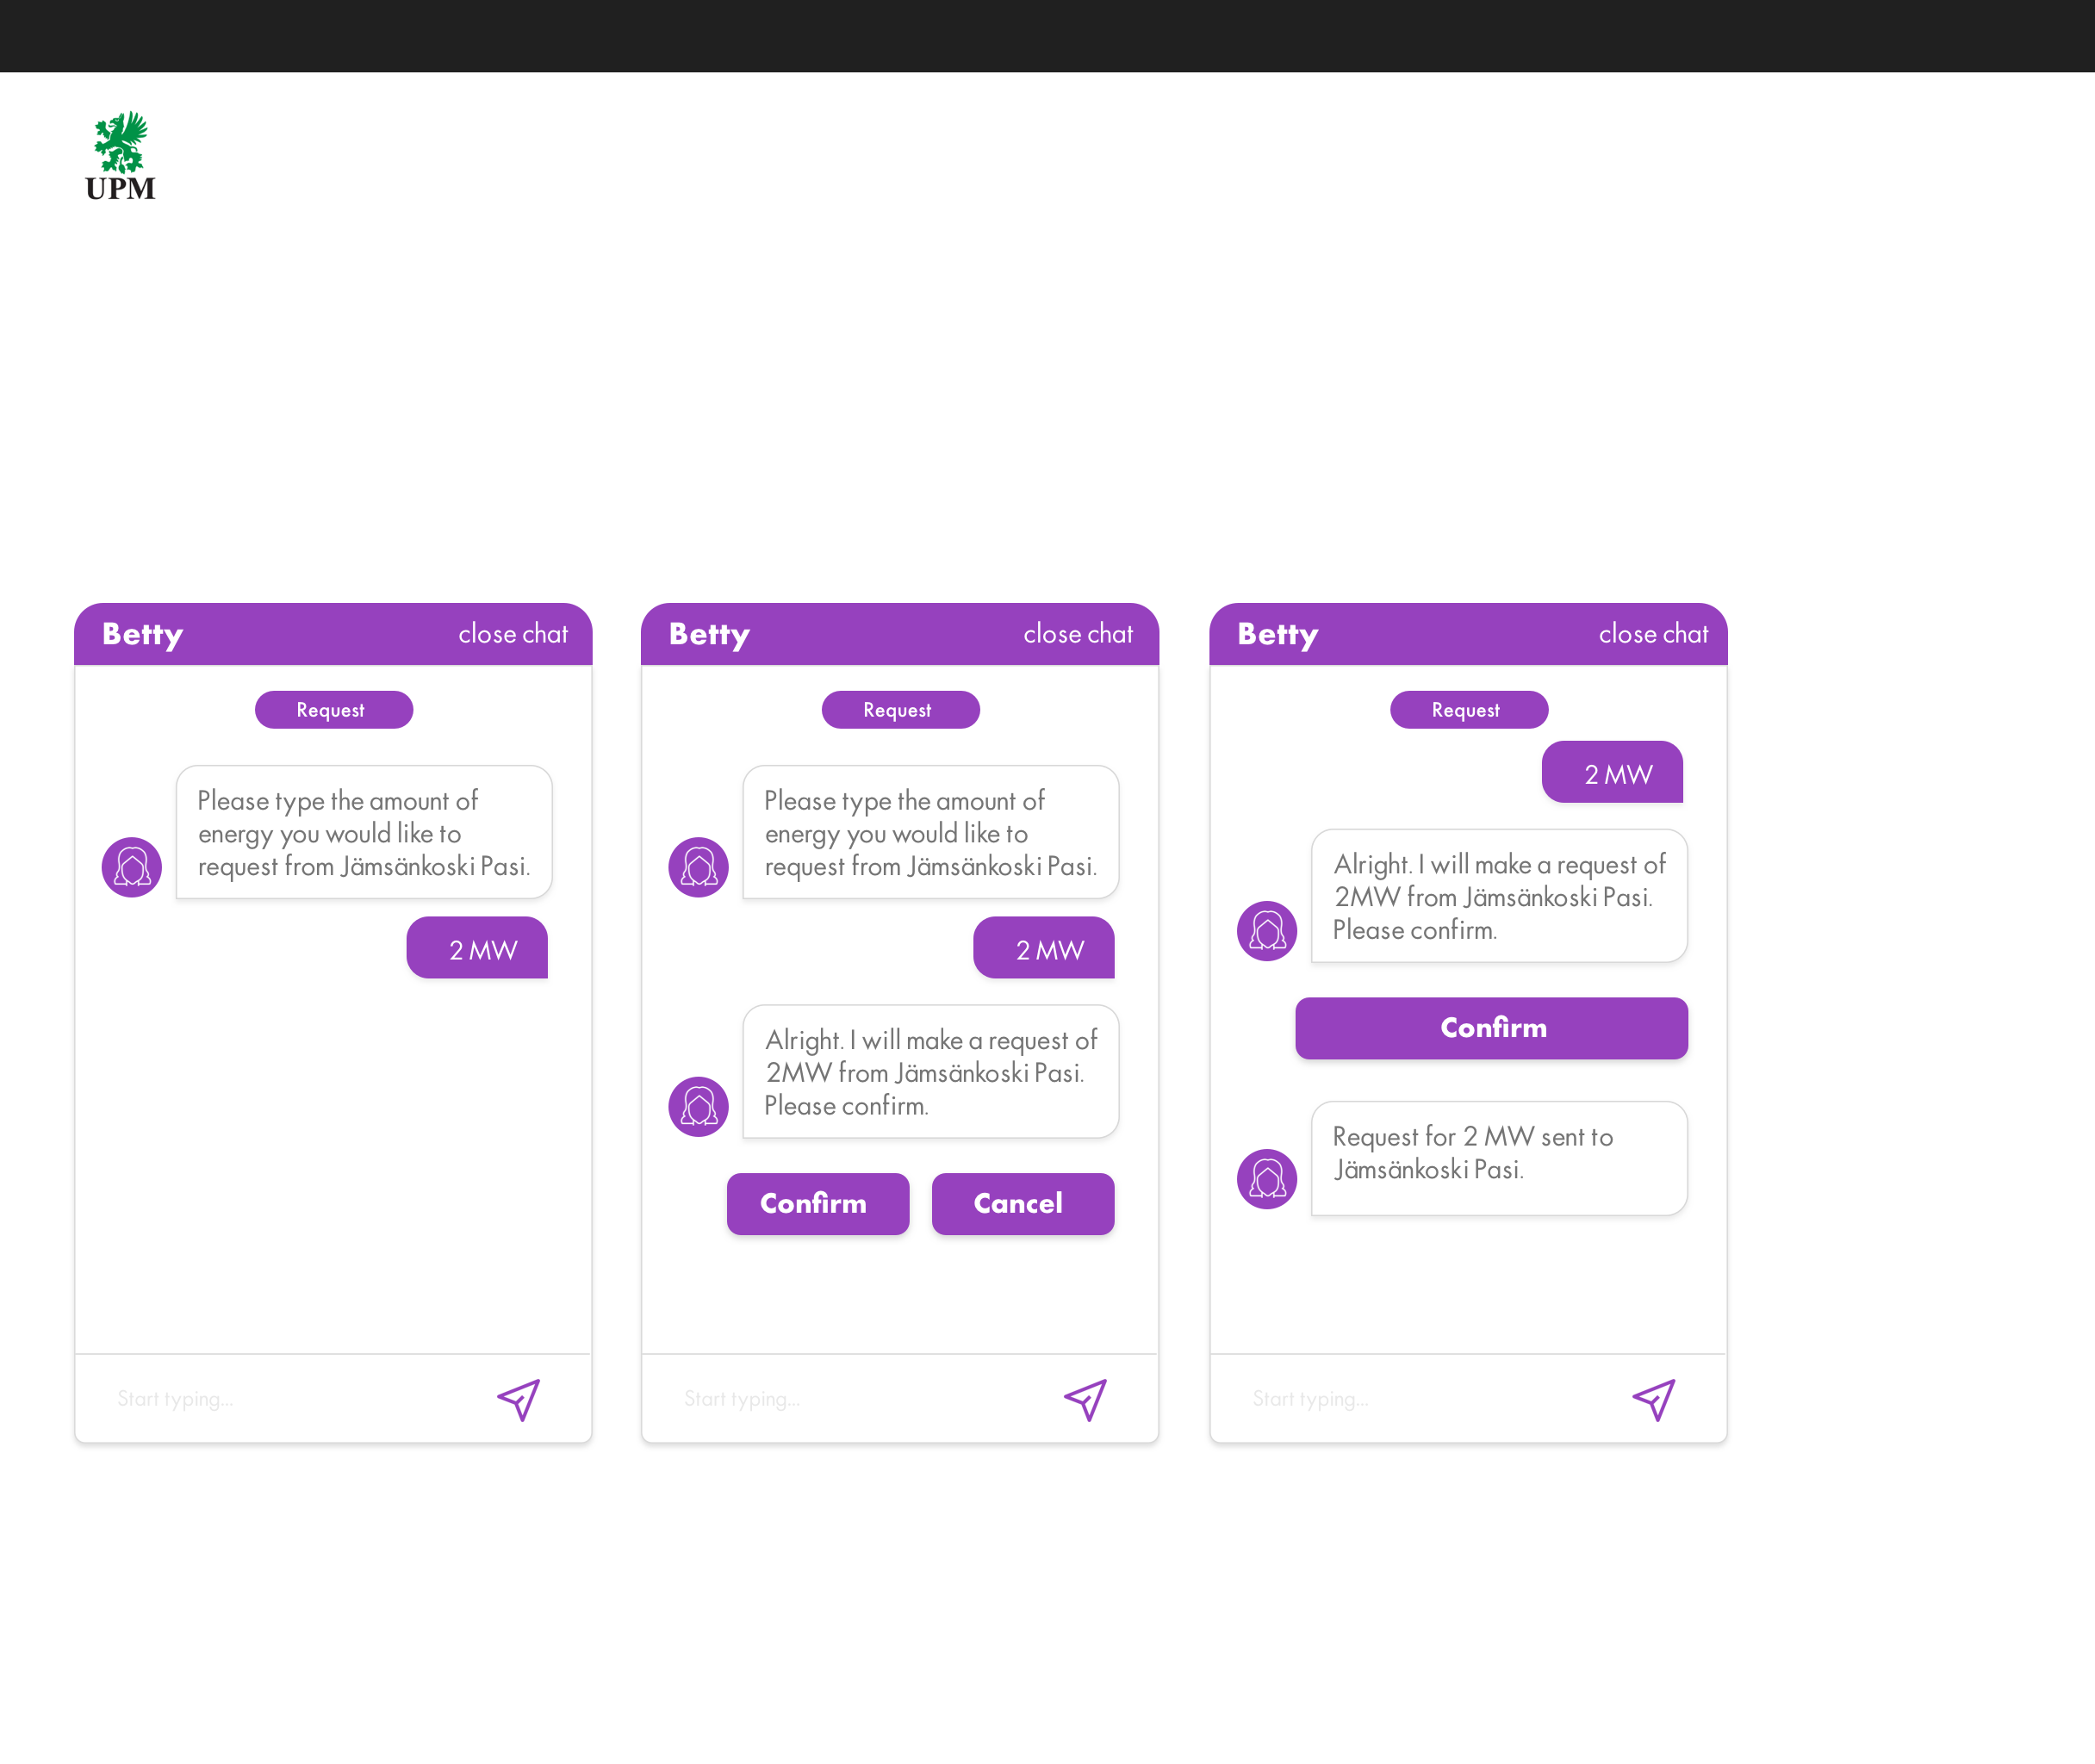 UPM
Betty
close chat
Request
Please type the amount of
energy you would like to
request from Jämsänkoski Pasi.
2 MW
Start typing...
Betty
close chat
Request
Please type the amount of
energy you would like to
request from Jämsänkoski Pasi.
2 MW
Alright. I will make a request of
2MW from Jämsänkoski Pasi.
Please confirm.
Confirm
Cancel
Start typing...
Betty
close chat
Request
2 MW
Alright. I will make a request of
2MW from Jämsänkoski Pasi.
Please confirm.
Confirm
Request for 2 MW sent to
Jämsänkoski Pasi.
Start typing...